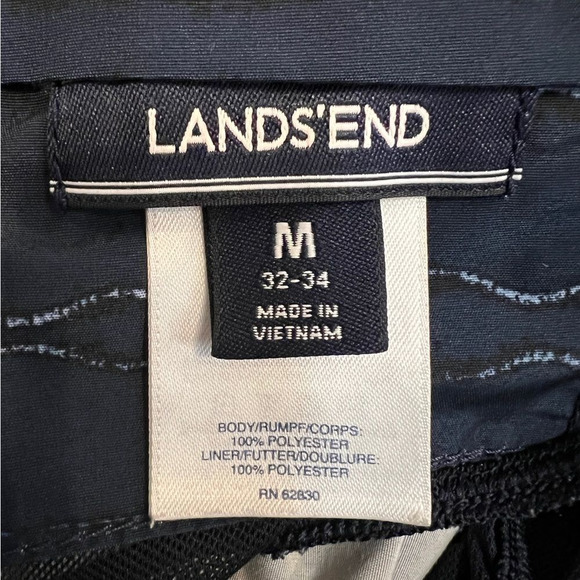 LANDS'END
M
32-34
MADE IN
VIETNAM
BODY/RUMPF/CORPS:
100% POLYESTER
LINER/FUTTER/DOUBLURE:
100% POLYESTER
RN 62830